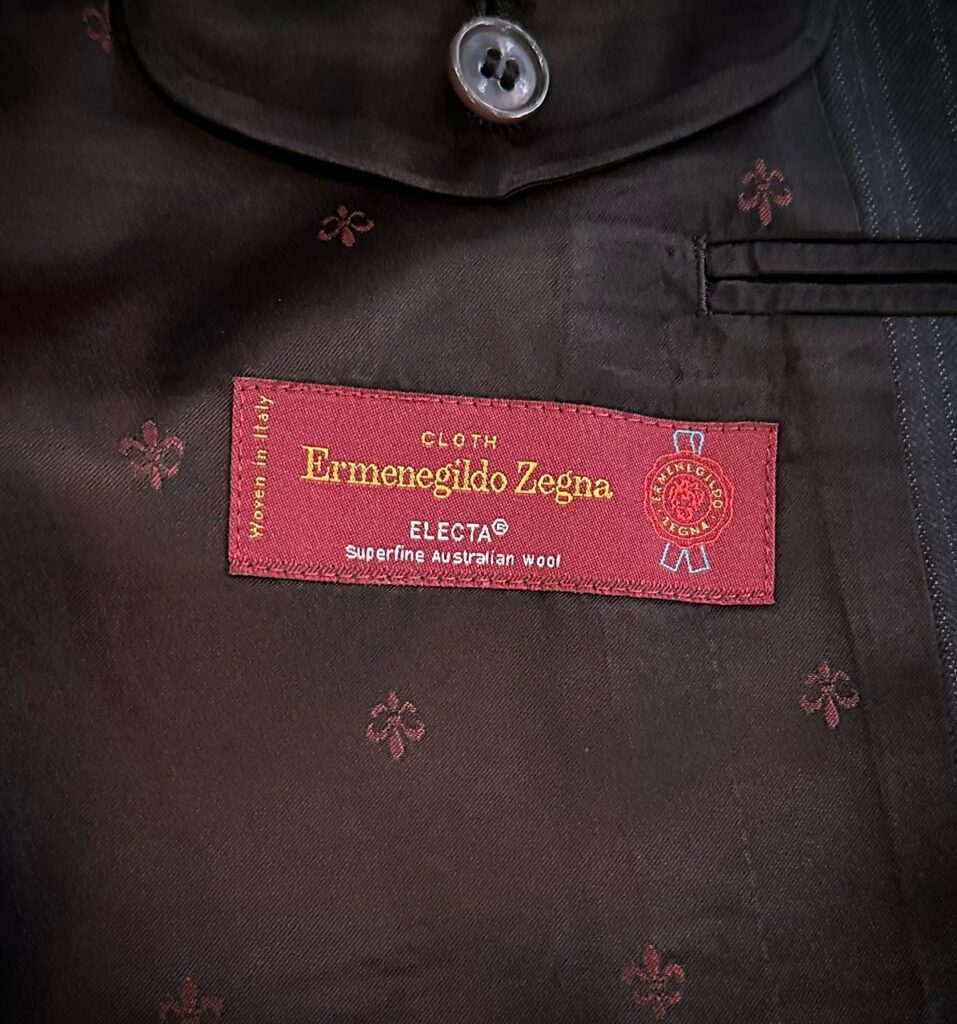 Woven in Italy
CLOTH
Ermenegildo Zegna
ELECTA®
Superfine Australian wool
ERMENEGILDO
ZEGNA